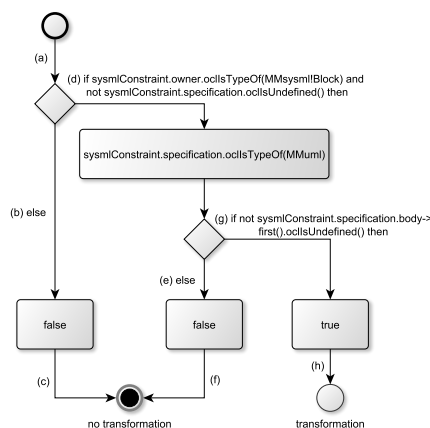 (a)
(d) if sysmlConstraint.owner.oclIsTypeOf(MMsysml!Block) and
not sysmlConstraint.specification.oclIsUndefined() then
sysmlConstraint.specification.oclIsTypeOf(MMuml)
(b) else
(g) if not sysmlConstraint.specification.body->
first().oclIsUndefined() then
(e) else
false
false
true
(c)
(f)
(h)
no transformation
transformation